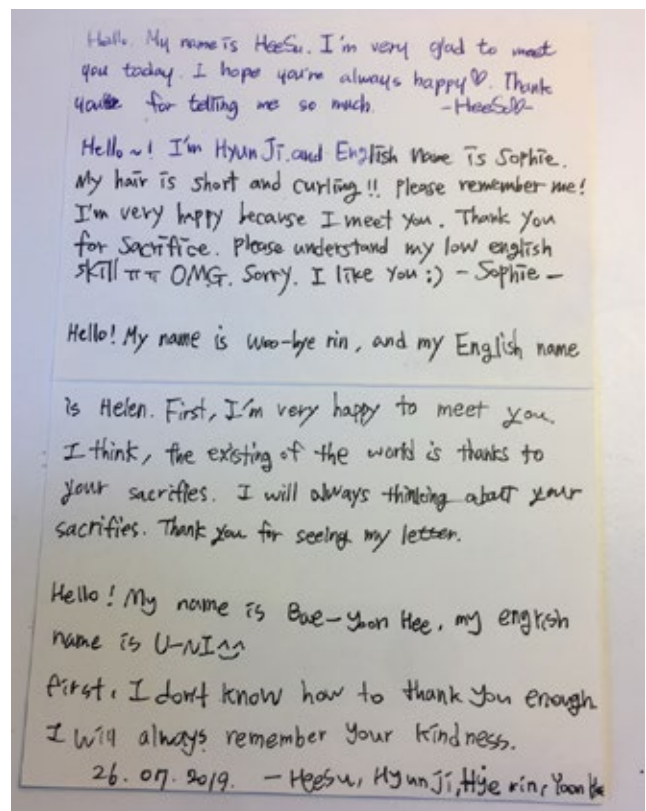 Hello. My name is HeeSu. I'm very glad to meet
you today. I hope you're always happy♡. Thank
for telling me so much. -HeeSu♡-
Hello~! I'm HyunJi.and English name is Sophie.
My hair is short and curling!! Please remember me!
I'm very happy because I meet you. Thank you
for Sacrifice. Please understand my low english
skill ㅠㅠ OMG. Sorry. I like you :) - Sophie -
Hello! My name is Woo-hye rin, and my English name
is Helen. First, I'm very happy to meet you.
I think, the existing of the world is thanks to
your sacrifies. I will always thinking about your
sacrifies. Thank you for seeing my letter.
Hello! My name is Bae-Yoon Hee, my english
name is U-NI^^
first, I don't know how to thank you enough
I will always remember your kindness.
26. 07. 2019. - Heesu, HyunJi, Hye rin, Yoon Hee